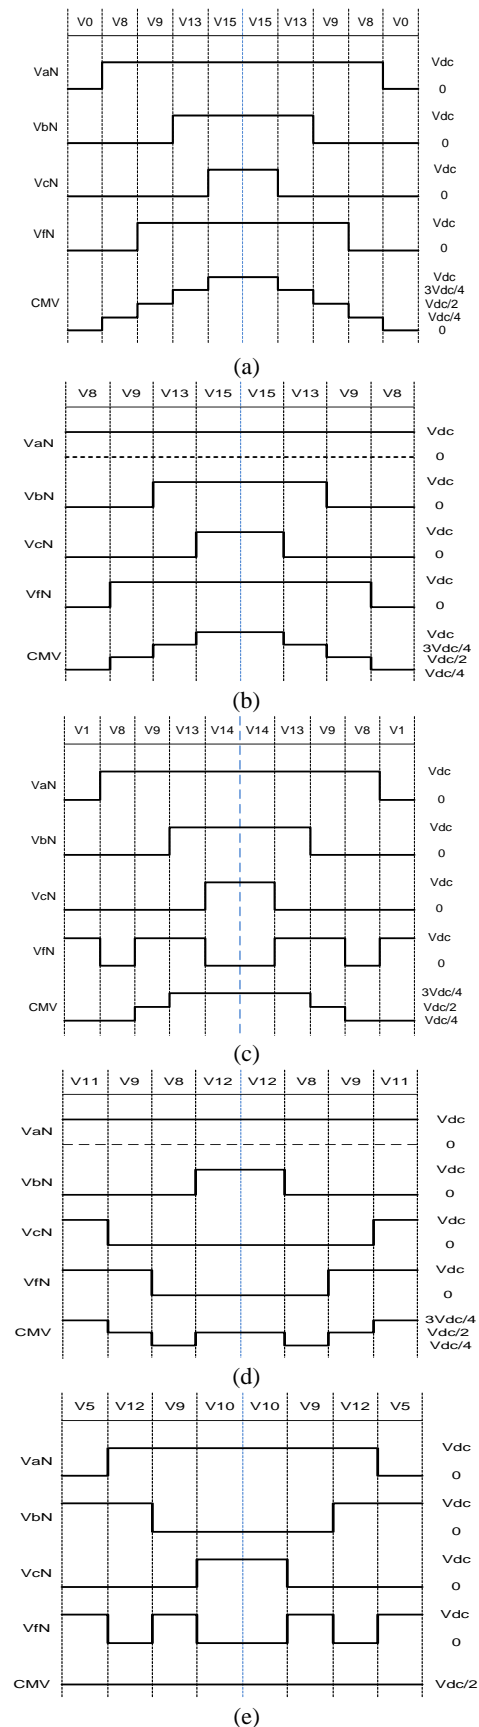 V0 V8 V9 V13 V15 V15 V13 V9 V8 V0
VaN Vdc
0
VbN Vdc
0
VcN Vdc
0
VfN Vdc
0
Vdc
3Vdc/4
CMV Vdc/2
Vdc/4
0
(a)
V8 V9 V13 V15 V15 V13 V9 V8
Vdc
VaN
0
VbN Vdc
0
VcN Vdc
0
VfN Vdc
0
Vdc
CMV 3Vdc/4
Vdc/2
Vdc/4
(b)
V1 V8 V9 V13 V14 V14 V13 V9 V8 V1
Vdc
VaN
0
VbN Vdc
0
VcN Vdc
0
VfN Vdc
0
3Vdc/4
CMV Vdc/2
Vdc/4
(c)
V11 V9 V8 V12 V12 V8 V9 V11
Vdc
VaN
0
VbN Vdc
0
VcN Vdc
0
VfN Vdc
0
3Vdc/4
CMV Vdc/2
Vdc/4
(d)
V5 V12 V9 V10 V10 V9 V12 V5
VaN Vdc
0
VbN Vdc
0
VcN Vdc
0
VfN Vdc
0
CMV Vdc/2
(e)